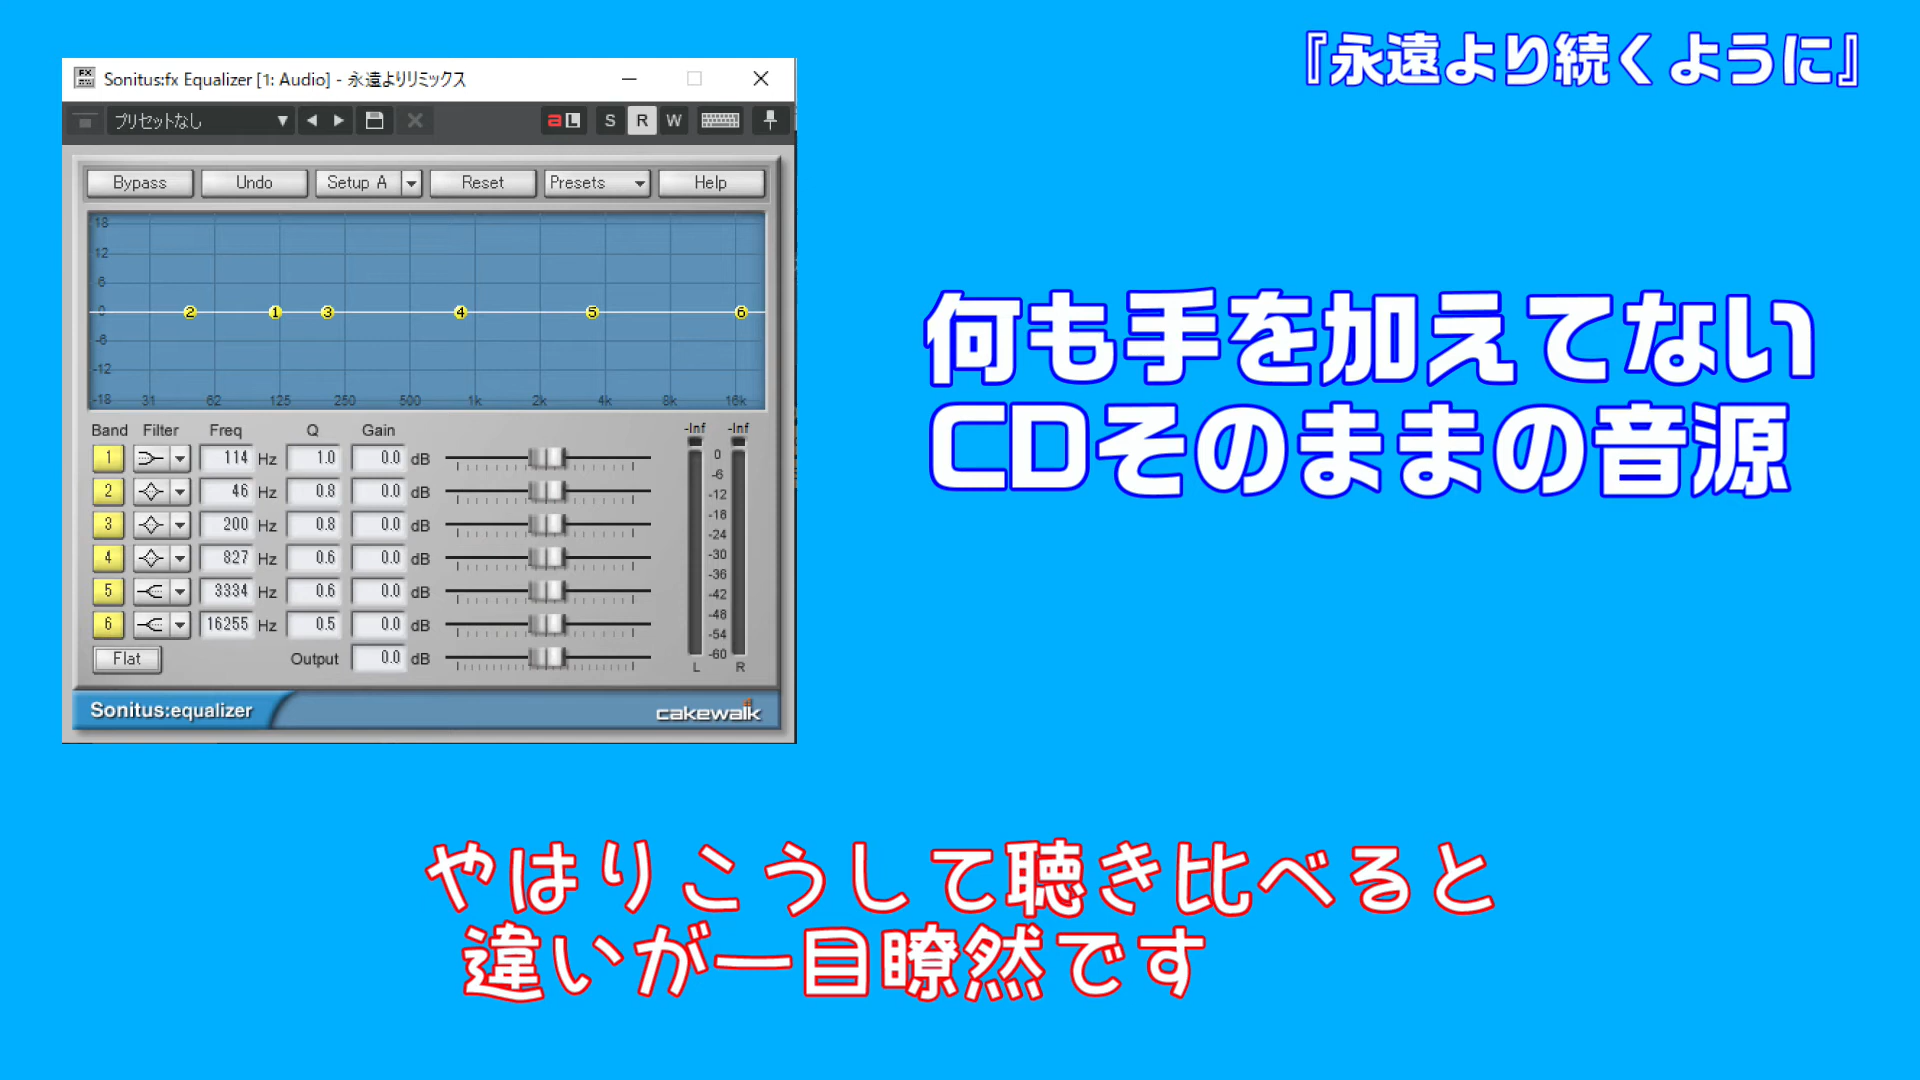 『永遠より続くように』
Sonitus:fx Equalizer [1: Audio] - 永遠よりリミックス
プリセットなし
aL S R W
Bypass Undo Setup A Reset Presets Help
18
12
6
0
-6
-12
-18 31 62 125 250 500 1k 2k 4k 8k 16k
2 1 3 4 5 6
Band Filter Freq Q Gain
1 114 Hz 1.0 0.0 dB
2 46 Hz 0.8 0.0 dB
3 200 Hz 0.8 0.0 dB
4 827 Hz 0.6 0.0 dB
5 3334 Hz 0.6 0.0 dB
6 16255 Hz 0.5 0.0 dB
Flat Output 0.0 dB
-Inf -Inf
0
-6
-12
-18
-24
-30
-36
-42
-48
-54
-60
L R
Sonitus:equalizer
cakewalk
何も手を加えてない
CDそのままの音源
やはりこうして聴き比べると
違いが一目瞭然です